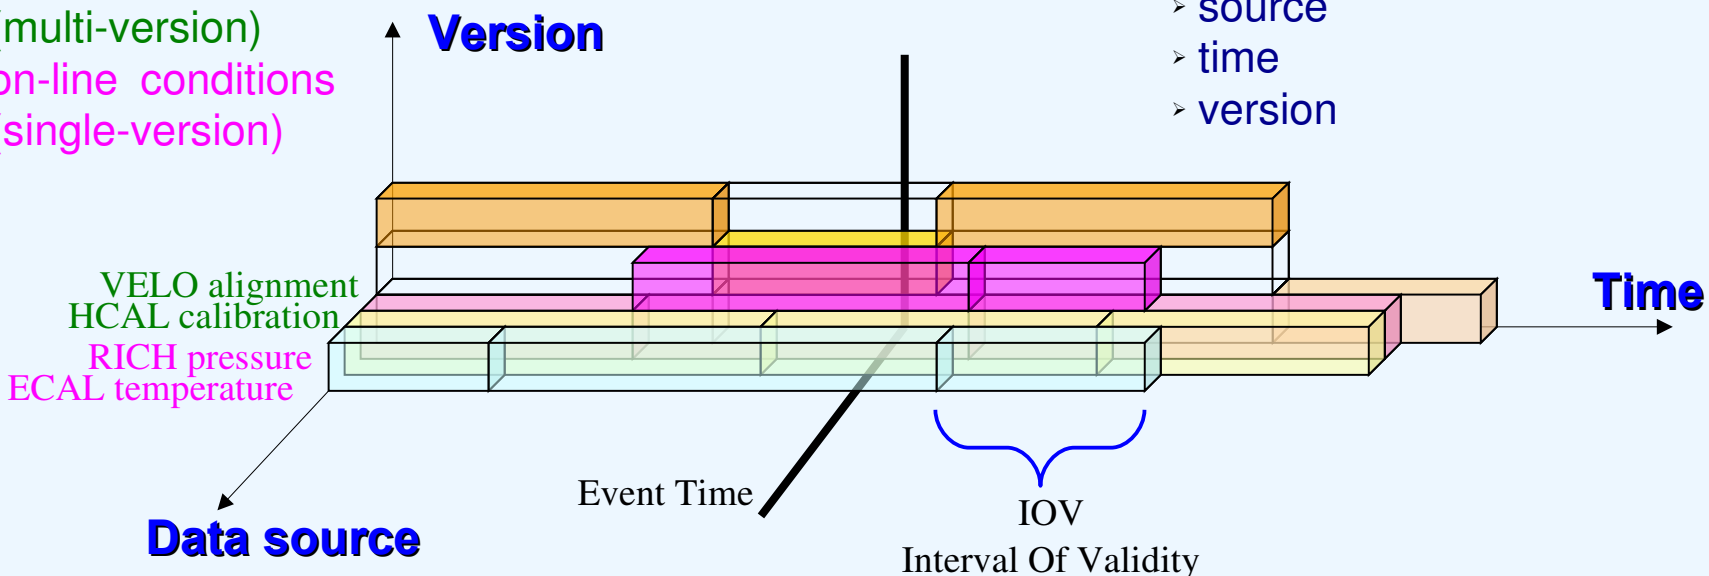 (multi-version)
on-line conditions
(single-version)
Version
source
time
version
VELO alignment
HCAL calibration
RICH pressure
ECAL temperature
Time
Event Time
IOV
Interval Of Validity
Data source